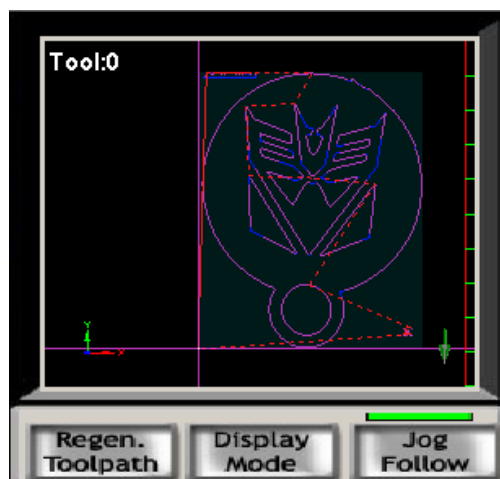 Tool:0
Y
X
Regen.
Toolpath
Display
Mode
Jog
Follow